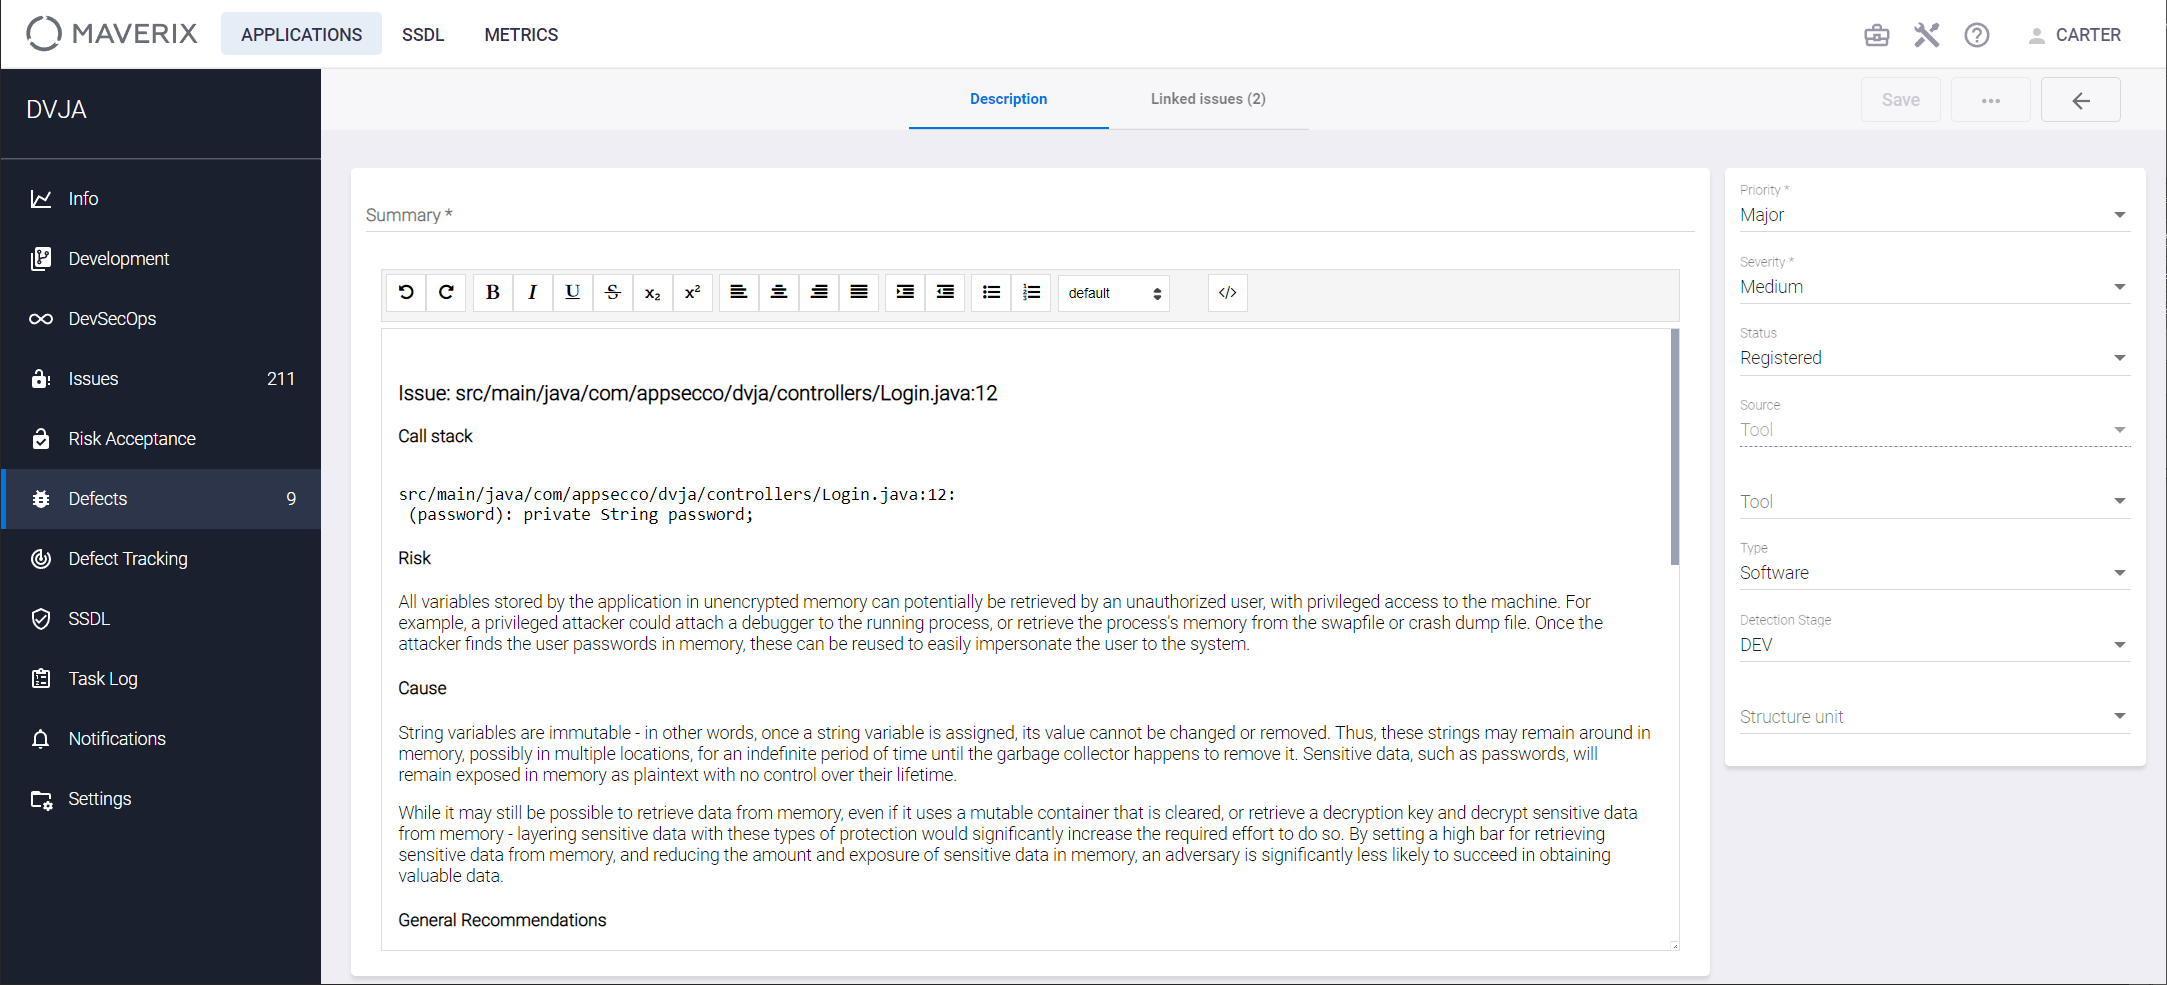 MAVERIX
APPLICATIONS
SSDL
METRICS
CARTER
DVJA
Description
Linked issues (2)
Save
Info
Development
DevSecOps
Issues 211
Risk Acceptance
Defects 9
Defect Tracking
SSDL
Task Log
Notifications
Settings
Summary *
B I U S x₂ x²
default
</>
Issue: src/main/java/com/appsecco/dvja/controllers/Login.java:12
Call stack
src/main/java/com/appsecco/dvja/controllers/Login.java:12:
(password): private String password;
Risk
All variables stored by the application in unencrypted memory can potentially be retrieved by an unauthorized user, with privileged access to the machine. For
example, a privileged attacker could attach a debugger to the running process, or retrieve the process's memory from the swapfile or crash dump file. Once the
attacker finds the user passwords in memory, these can be reused to easily impersonate the user to the system.
Cause
String variables are immutable - in other words, once a string variable is assigned, its value cannot be changed or removed. Thus, these strings may remain around in
memory, possibly in multiple locations, for an indefinite period of time until the garbage collector happens to remove it. Sensitive data, such as passwords, will
remain exposed in memory as plaintext with no control over their lifetime.
While it may still be possible to retrieve data from memory, even if it uses a mutable container that is cleared, or retrieve a decryption key and decrypt sensitive data
from memory - layering sensitive data with these types of protection would significantly increase the required effort to do so. By setting a high bar for retrieving
sensitive data from memory, and reducing the amount and exposure of sensitive data in memory, an adversary is significantly less likely to succeed in obtaining
valuable data.
General Recommendations
Priority *
Major
Severity *
Medium
Status
Registered
Source
Tool
Tool
Type
Software
Detection Stage
DEV
Structure unit